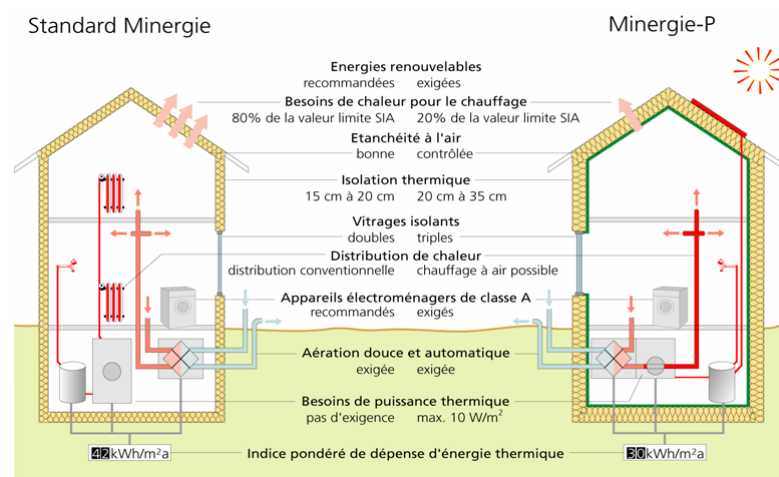 Standard Minergie
Minergie-P
Energies renouvelables
recommandées exigées
Besoins de chaleur pour le chauffage
80% de la valeur limite SIA 20% de la valeur limite SIA
Etanchéité à l'air
bonne contrôlée
Isolation thermique
15 cm à 20 cm 20 cm à 35 cm
Vitrages isolants
doubles triples
Distribution de chaleur
distribution conventionnelle chauffage à air possible
Appareils électroménagers de classe A
recommandés exigés
Aération douce et automatique
exigée exigée
Besoins de puissance thermique
pas d'exigence max. 10 W/m²
42kWh/m²a Indice pondéré de dépense d'énergie thermique 30kWh/m²a